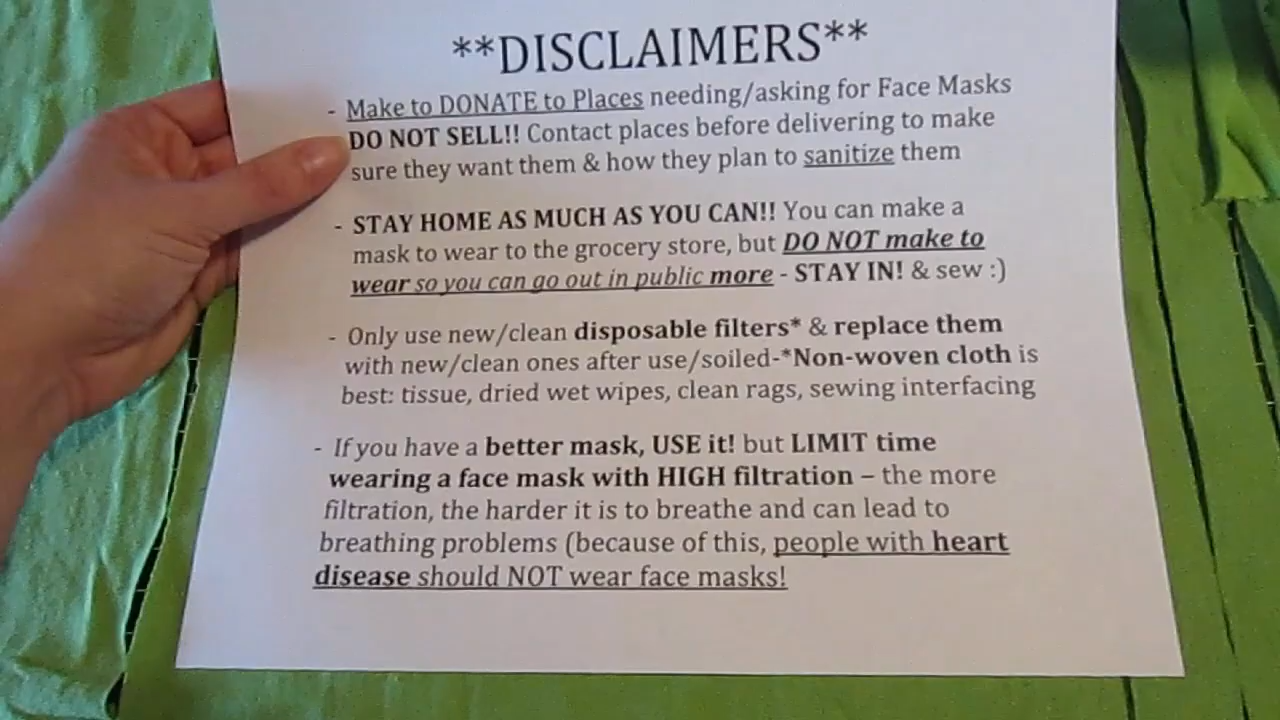 **DISCLAIMERS**
- Make to DONATE to Places needing/asking for Face Masks
DO NOT SELL!! Contact places before delivering to make
sure they want them & how they plan to sanitize them
- STAY HOME AS MUCH AS YOU CAN!! You can make a
mask to wear to the grocery store, but DO NOT make to
wear so you can go out in public more - STAY IN! & sew :)
- Only use new/clean disposable filters* & replace them
with new/clean ones after use/soiled-*Non-woven cloth is
best: tissue, dried wet wipes, clean rags, sewing interfacing
- If you have a better mask, USE it! but LIMIT time
wearing a face mask with HIGH filtration – the more
filtration, the harder it is to breathe and can lead to
breathing problems (because of this, people with heart
disease should NOT wear face masks!